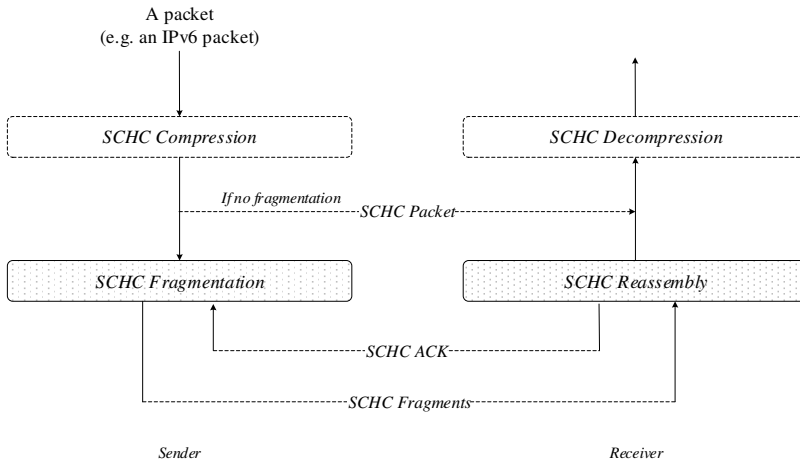 A packet
(e.g. an IPv6 packet)
SCHC Compression
SCHC Decompression
If no fragmentation
SCHC Packet
SCHC Fragmentation
SCHC Reassembly
SCHC ACK
SCHC Fragments
Sender
Receiver